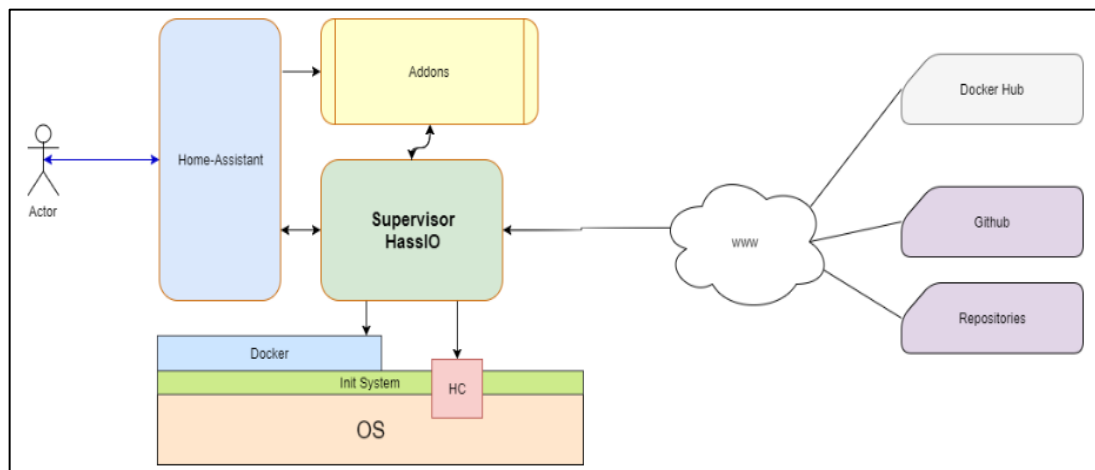 Addons
Docker Hub
Home-Assistant
Actor
Supervisor
HassIO
www
Github
Repositories
Docker
Init System
HC
OS